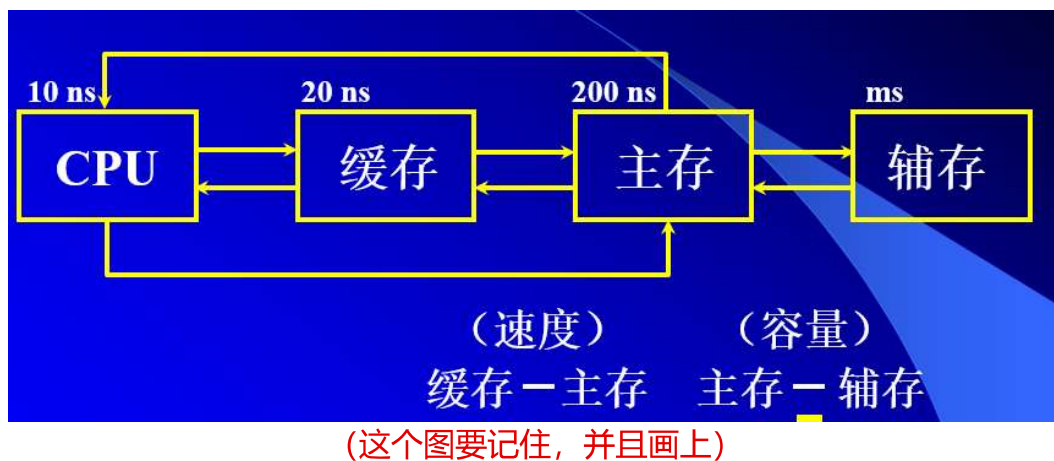 10 ns 20 ns 200 ns ms
CPU 缓存 主存 辅存
（速度） （容量）
缓存－主存 主存－辅存
（这个图要记住，并且画上）